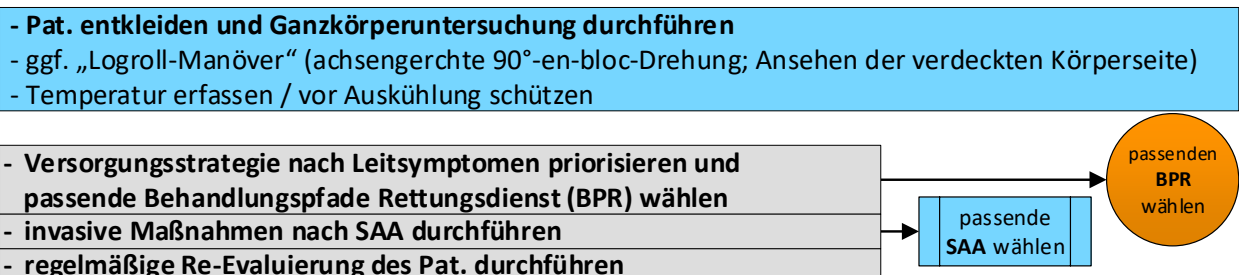 - Pat. entkleiden und Ganzkörperuntersuchung durchführen
- ggf. „Logroll-Manöver“ (achsengerchte 90°-en-bloc-Drehung; Ansehen der verdeckten Körperseite)
- Temperatur erfassen / vor Auskühlung schützen
- Versorgungsstrategie nach Leitsymptomen priorisieren und
passende Behandlungspfade Rettungsdienst (BPR) wählen
- invasive Maßnahmen nach SAA durchführen
- regelmäßige Re-Evaluierung des Pat. durchführen
passende
SAA wählen
passenden
BPR
wählen